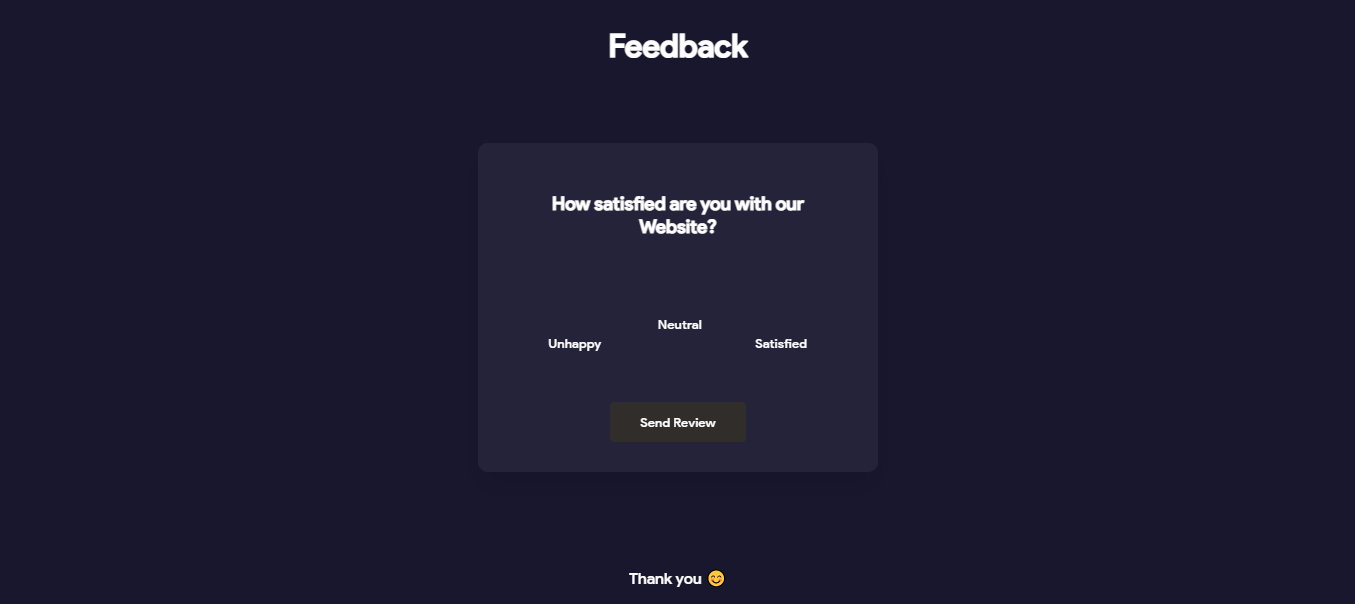 Feedback
How satisfied are you with our
Website?
Neutral
Unhappy
Satisfied
Send Review
Thank you 😊